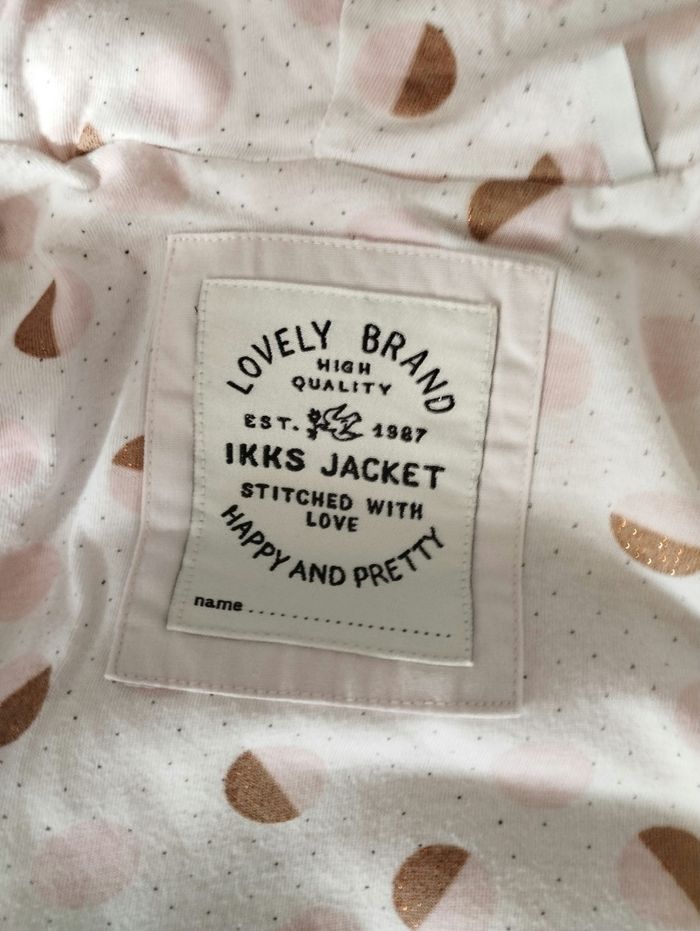 LOVELY BRAND
HIGH
QUALITY
EST. 1987
IKKS JACKET
STITCHED WITH
LOVE
HAPPY AND PRETTY
name....................